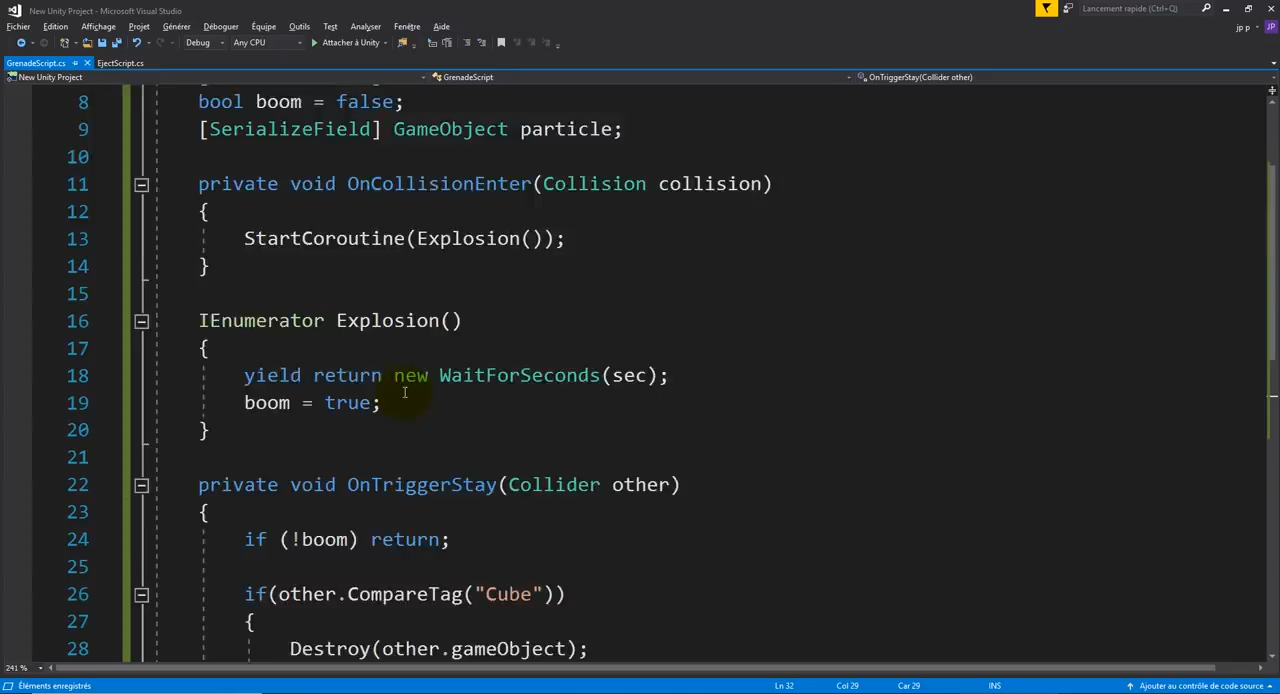 New Unity Project - Microsoft Visual Studio
Lancement rapide (Ctrl+Q)
Fichier Edition Affichage Projet Générer Déboguer Équipe Outils Test Analyser Fenêtre Aide
jp p JP
Debug Any CPU Attacher à Unity
GrenadeScript.cs EjectScript.cs
New Unity Project GrenadeScript OnTriggerStay(Collider other)
8 bool boom = false;
9 [SerializeField] GameObject particle;
10
11 private void OnCollisionEnter(Collision collision)
12 {
13 StartCoroutine(Explosion());
14 }
15
16 IEnumerator Explosion()
17 {
18 yield return new WaitForSeconds(sec);
19 boom = true;
20 }
21
22 private void OnTriggerStay(Collider other)
23 {
24 if (!boom) return;
25
26 if(other.CompareTag("Cube"))
27 {
28 Destroy(other.gameObject);
241 %
Éléments enregistrés Ln 32 Col 29 Car 29 INS Ajouter au contrôle de code source